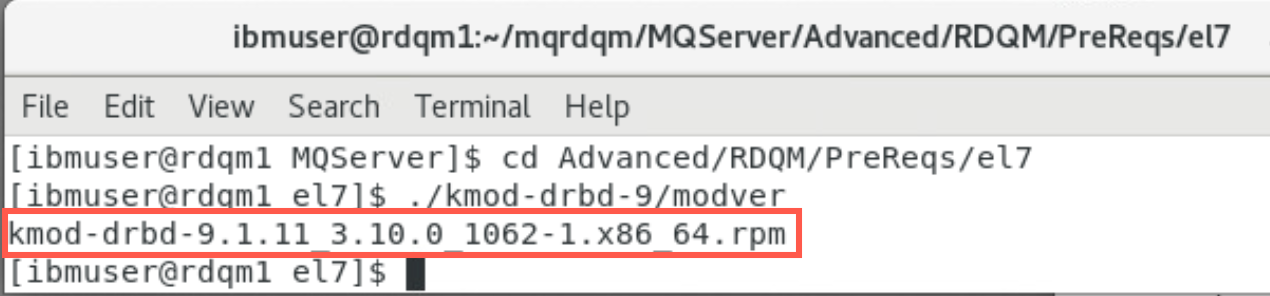 ibmuser@rdqm1:~/mqrdqm/MQServer/Advanced/RDQM/PreReqs/el7
File Edit View Search Terminal Help
[ibmuser@rdqm1 MQServer]$ cd Advanced/RDQM/PreReqs/el7
[ibmuser@rdqm1 el7]$ ./kmod-drbd-9/modver
kmod-drbd-9.1.11_3.10.0_1062-1.x86_64.rpm
[ibmuser@rdqm1 el7]$